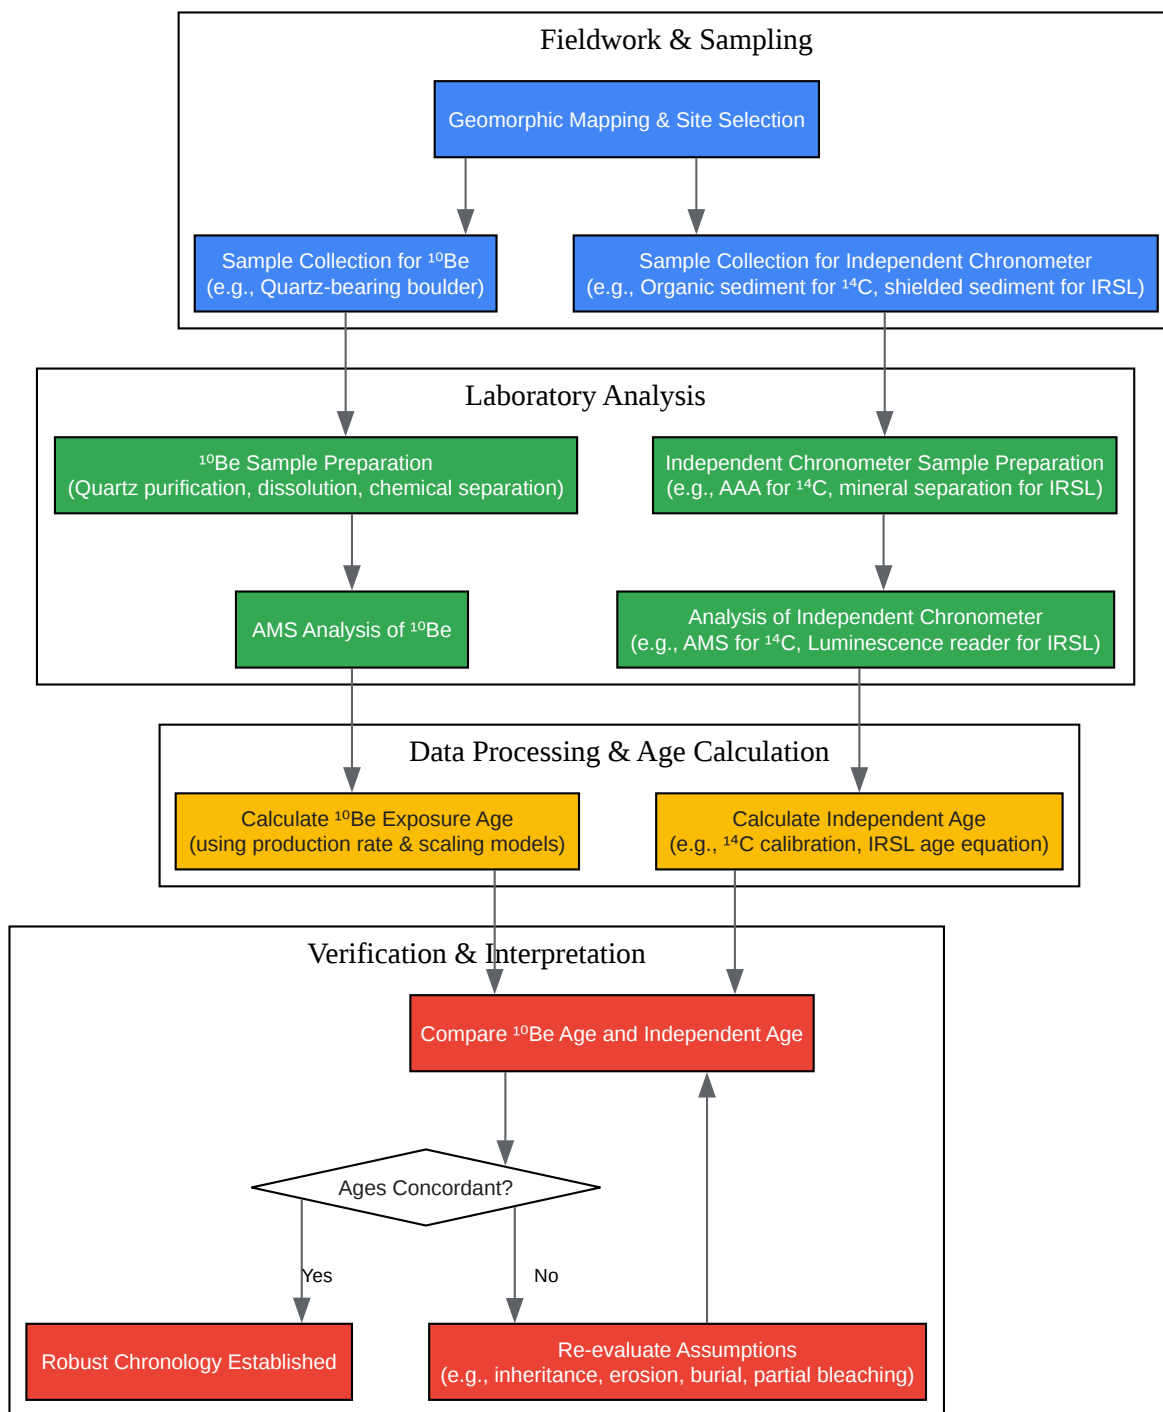 Fieldwork & Sampling
Geomorphic Mapping & Site Selection
Sample Collection for ¹⁰Be
(e.g., Quartz-bearing boulder)
Sample Collection for Independent Chronometer
(e.g., Organic sediment for ¹⁴C, shielded sediment for IRSL)
Laboratory Analysis
¹⁰Be Sample Preparation
(Quartz purification, dissolution, chemical separation)
Independent Chronometer Sample Preparation
(e.g., AAA for ¹⁴C, mineral separation for IRSL)
AMS Analysis of ¹⁰Be
Analysis of Independent Chronometer
(e.g., AMS for ¹⁴C, Luminescence reader for IRSL)
Data Processing & Age Calculation
Calculate ¹⁰Be Exposure Age
(using production rate & scaling models)
Calculate Independent Age
(e.g., ¹⁴C calibration, IRSL age equation)
Verification & Interpretation
Compare ¹⁰Be Age and Independent Age
Ages Concordant?
Yes
No
Robust Chronology Established
Re-evaluate Assumptions
(e.g., inheritance, erosion, burial, partial bleaching)